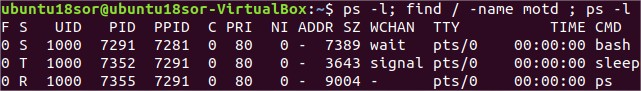 ubuntu18sor@ubuntu18sor-VirtualBox:~$ ps -l; find / -name motd ; ps -l
F S   UID   PID  PPID  C PRI  NI ADDR SZ WCHAN  TTY          TIME CMD
0 S  1000  7291  7281  0  80   0 -  7389 wait   pts/0    00:00:00 bash
0 T  1000  7352  7291  0  80   0 -  3643 signal pts/0    00:00:00 sleep
0 R  1000  7355  7291  0  80   0 -  9004 -      pts/0    00:00:00 ps